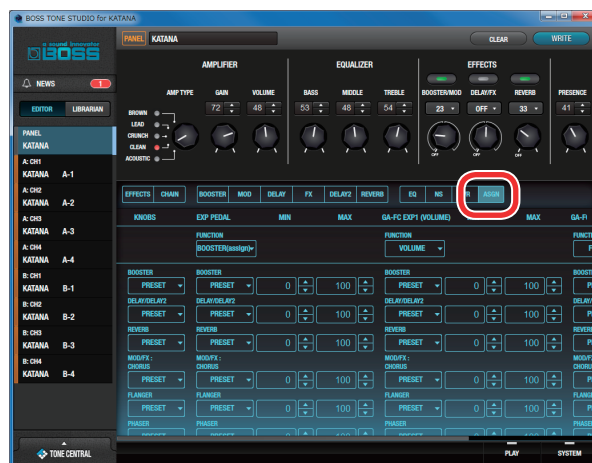 BOSS TONE STUDIO for KATANA
a sound innovator
BOSS
PANEL KATANA CLEAR WRITE
NEWS 1
EDITOR LIBRARIAN
AMPLIFIER EQUALIZER EFFECTS
AMP TYPE GAIN VOLUME BASS MIDDLE TREBLE BOOSTER/MOD DELAY/FX REVERB PRESENCE
72 48 53 48 54 23 OFF 33 41
BROWN
LEAD
CRUNCH
CLEAN
ACOUSTIC
OFF OFF OFF
PANEL
KATANA
A: CH1
KATANA A-1
A: CH2
KATANA A-2
A: CH3
KATANA A-3
A: CH4
KATANA A-4
B: CH1
KATANA B-1
B: CH2
KATANA B-2
B: CH3
KATANA B-3
B: CH4
KATANA B-4
TONE CENTRAL
EFFECTS CHAIN BOOSTER MOD DELAY FX DELAY2 REVERB EQ NS ASGN
KNOBS EXP PEDAL MIN MAX GA-FC EXP1 (VOLUME) MAX
FUNCTION FUNCTION
BOOSTER(assign) VOLUME
BOOSTER BOOSTER BOOSTER
PRESET PRESET 0 100 PRESET 0 100
DELAY/DELAY2 DELAY/DELAY2 DELAY/DELAY2
PRESET PRESET 0 100 PRESET 0 100
REVERB REVERB REVERB
PRESET PRESET 0 100 PRESET 0 100
MOD/FX : MOD/FX : MOD/FX :
CHORUS CHORUS CHORUS
PRESET PRESET 0 100 PRESET 0 100
FLANGER FLANGER FLANGER
PRESET PRESET 0 100 PRESET 0 100
PHASER PHASER PHASER
PLAY SYSTEM